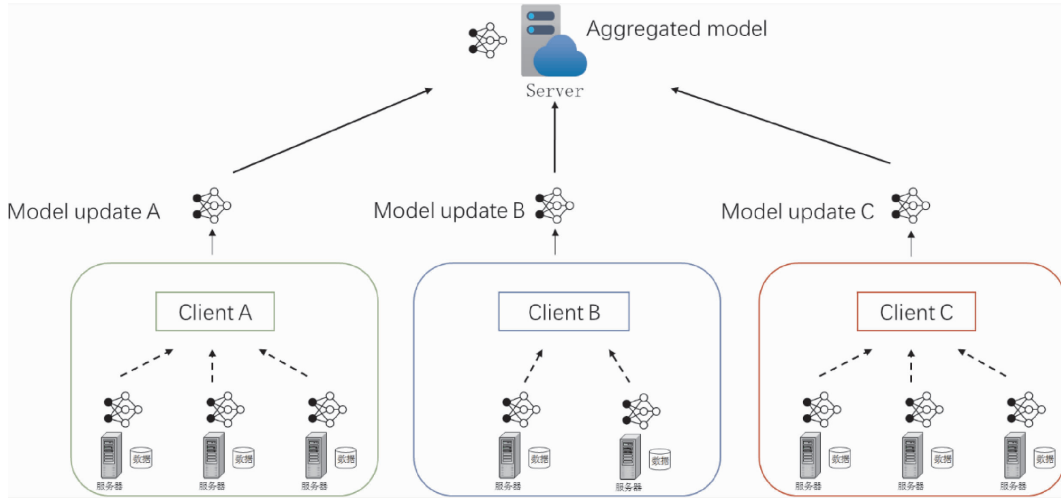 Aggregated model
Server
Model update A
Model update B
Model update C
Client A
Client B
Client C
数据
数据
数据
数据
数据
数据
数据
数据
服务器
服务器
服务器
服务器
服务器
服务器
服务器
服务器